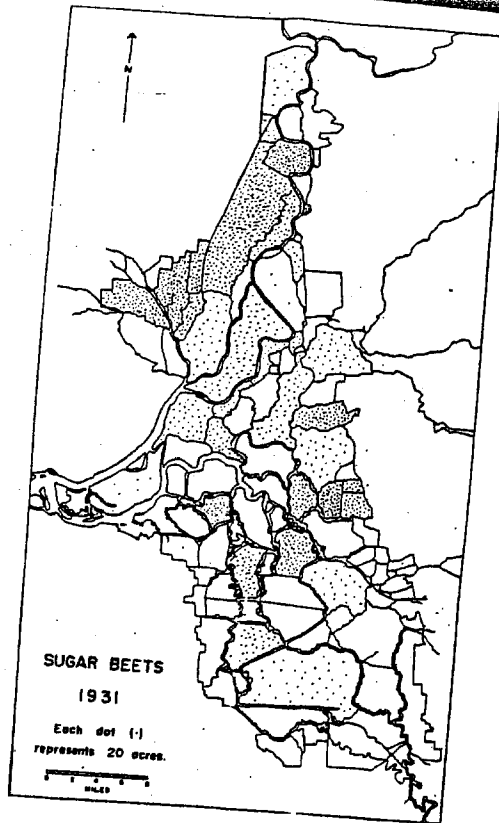 N
SUGAR BEETS
1931
Each dot (·)
represents 20 acres.
MILES